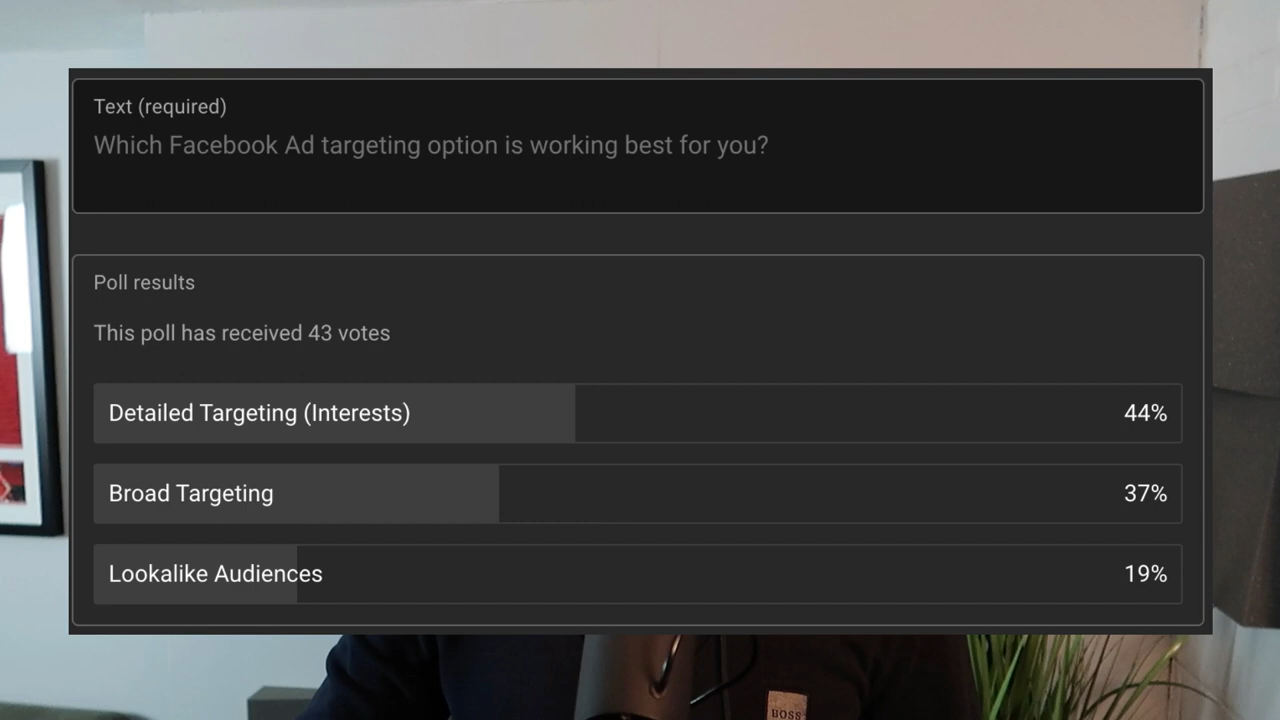 Text (required)
Which Facebook Ad targeting option is working best for you?
Poll results
This poll has received 43 votes
Detailed Targeting (Interests) 44%
Broad Targeting 37%
Lookalike Audiences 19%
BOSS